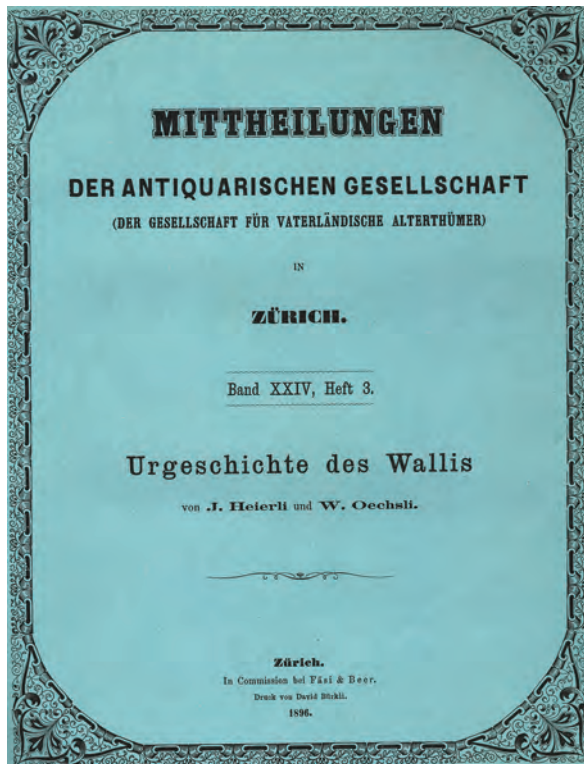 MITTHEILUNGEN
DER ANTIQUARISCHEN GESELLSCHAFT
(DER GESELLSCHAFT FÜR VATERLÄNDISCHE ALTERTHÜMER)
IN
ZÜRICH.
Band XXIV, Heft 3.
Urgeschichte des Wallis
von J. Heierli und W. Oechsli.
Zürich.
In Commission bei Fäsi & Beer.
Druck von David Bürkli.
1896.